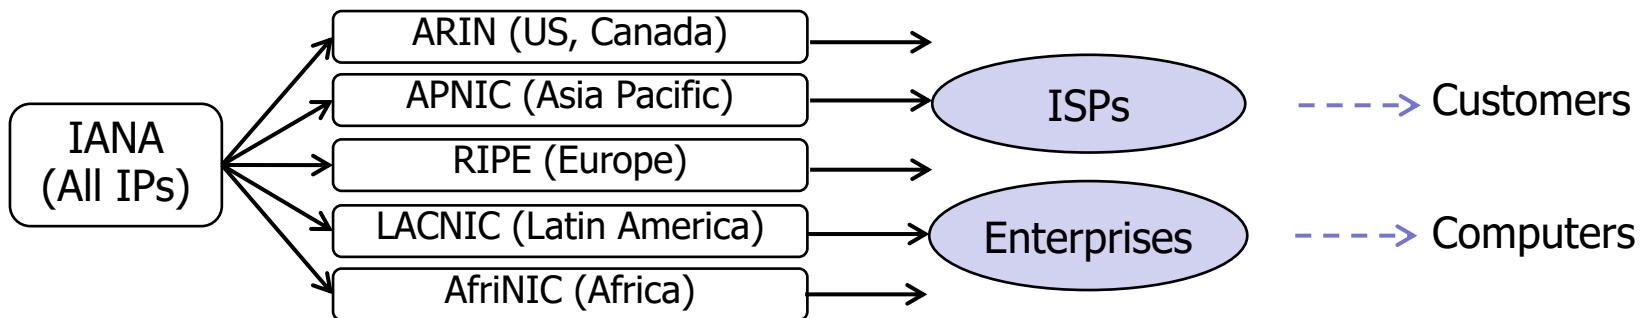 IANA
(All IPs)
ARIN (US, Canada)
APNIC (Asia Pacific)
RIPE (Europe)
LACNIC (Latin America)
AfriNIC (Africa)
ISPs
Enterprises
Customers
Computers